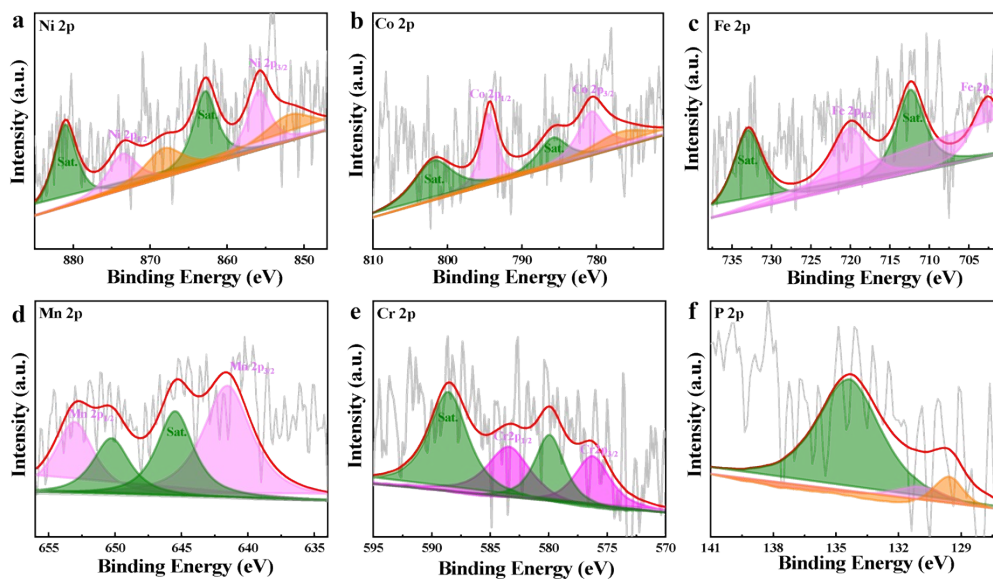 a Ni 2p
Intensity (a.u.)
Sat.
Ni 2p1/2
Sat.
Ni 2p3/2
880 870 860 850
Binding Energy (eV)
b Co 2p
Intensity (a.u.)
Sat.
Co 2p1/2
Sat.
Co 2p3/2
810 800 790 780
Binding Energy (eV)
c Fe 2p
Intensity (a.u.)
Sat.
Fe 2p1/2
Sat.
Fe 2p
735 730 725 720 715 710 705
Binding Energy (eV)
d Mn 2p
Intensity (a.u.)
Mn 2p1/2
Sat.
Mn 2p3/2
655 650 645 640 635
Binding Energy (eV)
e Cr 2p
Intensity (a.u.)
Cr2p1/2
Cr2p3/2
595 590 585 580 575 570
Binding Energy (eV)
f P 2p
Intensity (a.u.)
141 138 135 132 129
Binding Energy (eV)